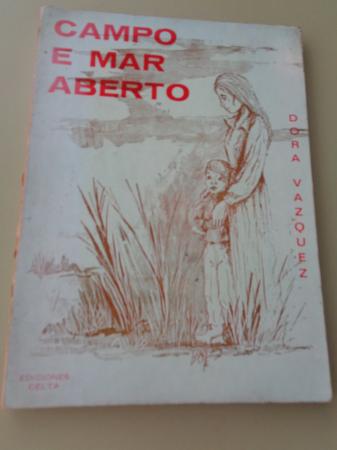 CAMPO
E MAR
ABERTO
DORA VAZQUEZ
EDICIONES
CELTA